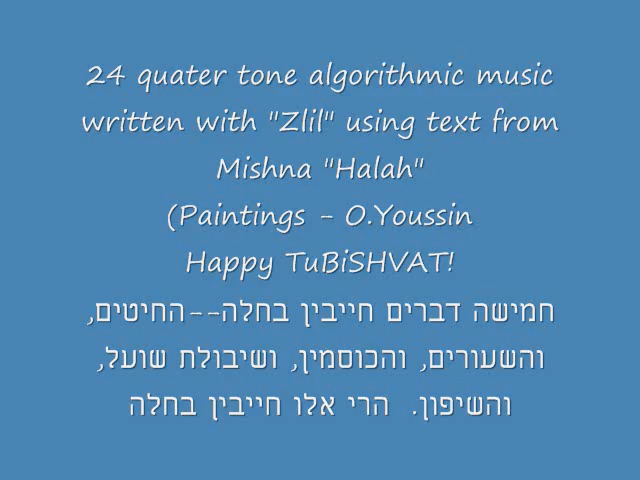 24 quater tone algorithmic music
written with "Zlil" using text from
Mishna "Halah"
(Paintings - O.Youssin
Happy TuBiSHVAT!
חמישה דברים חייבין בחלה--החיטים,
והשעורים, והכוסמין, ושיבולת שועל,
והשיפון.  הרי אלו חייבין בחלה